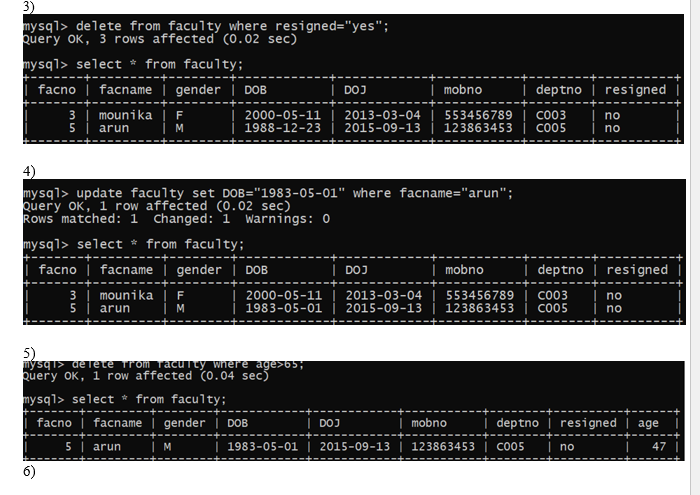 3)
mysql> delete from faculty where resigned="yes";
Query OK, 3 rows affected (0.02 sec)
mysql> select * from faculty;
+-------+---------+--------+------------+------------+-----------+--------+----------+
| facno | facname | gender | DOB | DOJ | mobno | deptno | resigned |
+-------+---------+--------+------------+------------+-----------+--------+----------+
| 3 | mounika | F | 2000-05-11 | 2013-03-04 | 553456789 | C003 | no |
| 5 | arun | M | 1988-12-23 | 2015-09-13 | 123863453 | C005 | no |
+-------+---------+--------+------------+------------+-----------+--------+----------+
4)
mysql> update faculty set DOB="1983-05-01" where facname="arun";
Query OK, 1 row affected (0.02 sec)
Rows matched: 1 Changed: 1 Warnings: 0
mysql> select * from faculty;
+-------+---------+--------+------------+------------+-----------+--------+----------+
| facno | facname | gender | DOB | DOJ | mobno | deptno | resigned |
+-------+---------+--------+------------+------------+-----------+--------+----------+
| 3 | mounika | F | 2000-05-11 | 2013-03-04 | 553456789 | C003 | no |
| 5 | arun | M | 1983-05-01 | 2015-09-13 | 123863453 | C005 | no |
+-------+---------+--------+------------+------------+-----------+--------+----------+
5)
mysql> delete from faculty where age>65;
Query OK, 1 row affected (0.04 sec)
mysql> select * from faculty;
+-------+---------+--------+------------+------------+-----------+--------+----------+------+
| facno | facname | gender | DOB | DOJ | mobno | deptno | resigned | age |
+-------+---------+--------+------------+------------+-----------+--------+----------+------+
| 5 | arun | M | 1983-05-01 | 2015-09-13 | 123863453 | C005 | no | 47 |
+-------+---------+--------+------------+------------+-----------+--------+----------+------+
6)